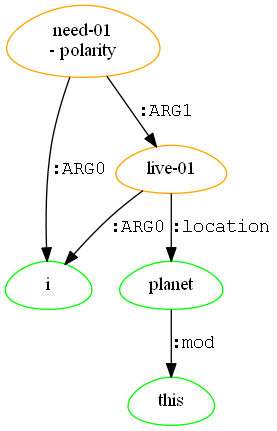 need-01
- polarity
:ARG1
:ARG0
live-01
:ARG0
:location
i
planet
:mod
this